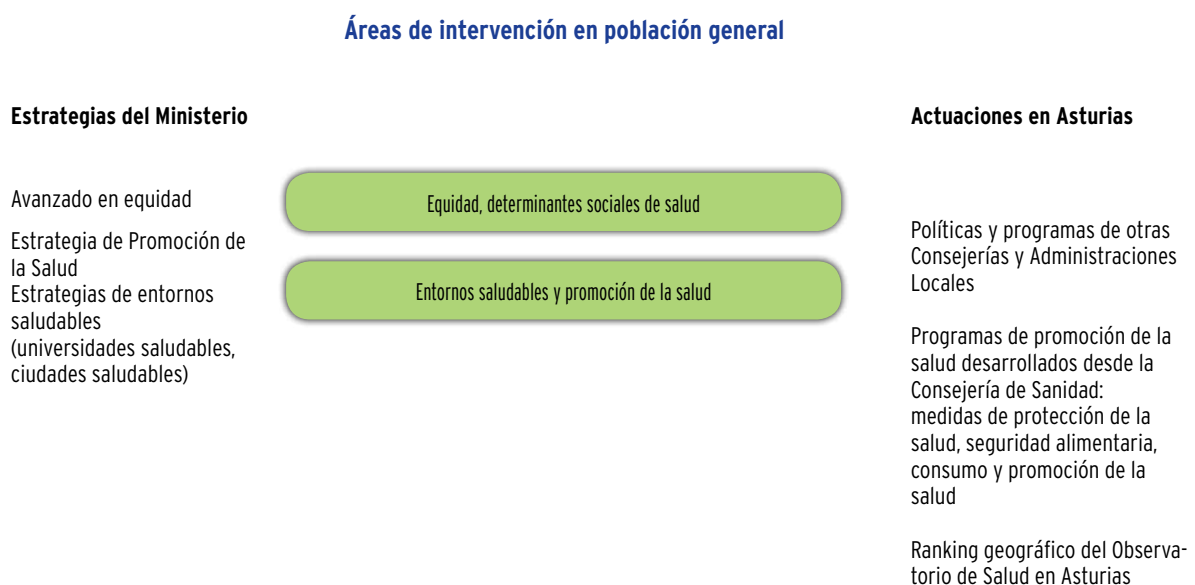 Áreas de intervención en población general
Estrategias del Ministerio
Avanzado en equidad
Estrategia de Promoción de
la Salud
Estrategias de entornos
saludables
(universidades saludables,
ciudades saludables)
Equidad, determinantes sociales de salud
Entornos saludables y promoción de la salud
Actuaciones en Asturias
Políticas y programas de otras
Consejerías y Administraciones
Locales
Programas de promoción de la
salud desarrollados desde la
Consejería de Sanidad:
medidas de protección de la
salud, seguridad alimentaria,
consumo y promoción de la
salud
Ranking geográfico del Observa-
torio de Salud en Asturias